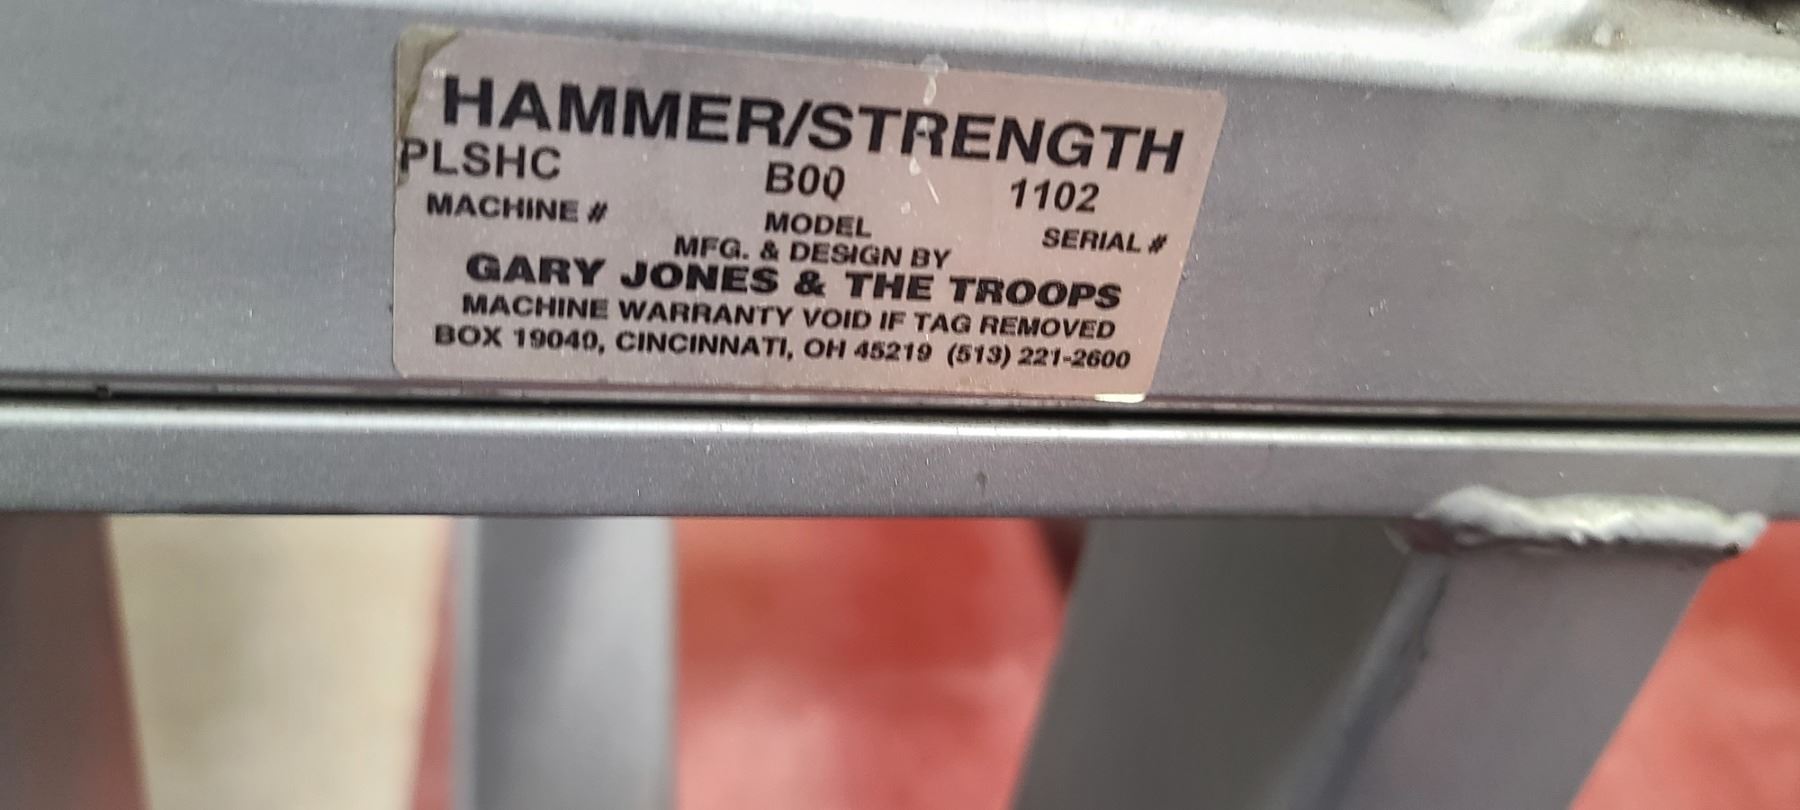 HAMMER/STRENGTH
PLSHC B00 1102
MACHINE # MODEL SERIAL #
MFG. & DESIGN BY
GARY JONES & THE TROOPS
MACHINE WARRANTY VOID IF TAG REMOVED
BOX 19040, CINCINNATI, OH 45219 (513) 221-2600